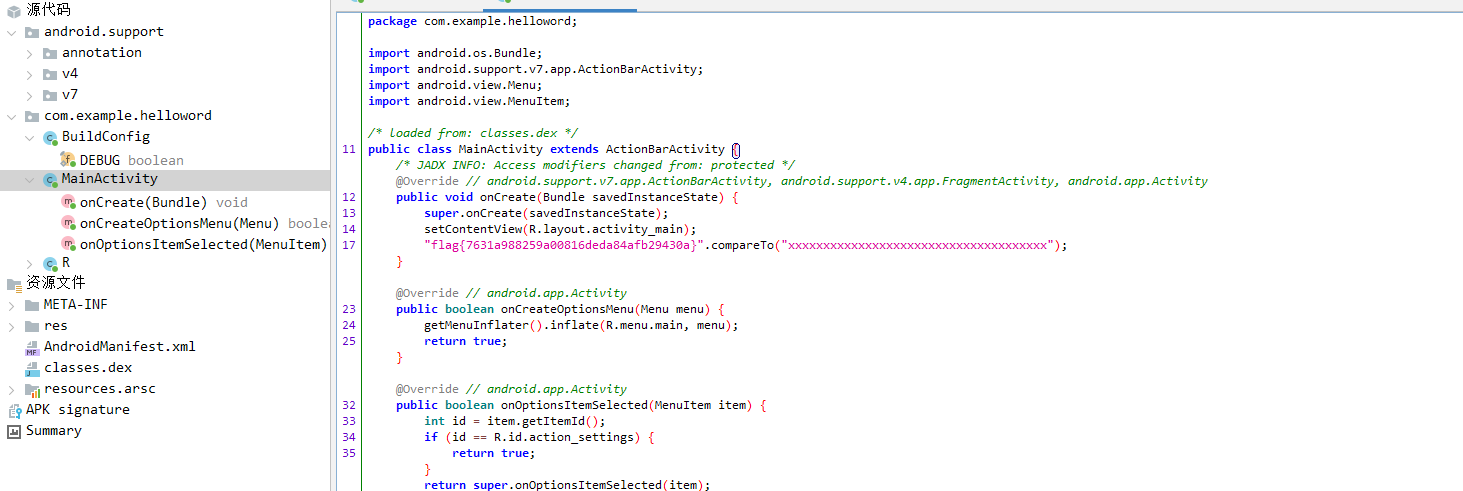 源代码
android.support
annotation
v4
v7
com.example.helloword
BuildConfig
DEBUG boolean
MainActivity
onCreate(Bundle) void
onCreateOptionsMenu(Menu) boole
onOptionsItemSelected(MenuItem)
R
资源文件
META-INF
res
AndroidManifest.xml
classes.dex
resources.arsc
APK signature
Summary
package com.example.helloword;
import android.os.Bundle;
import android.support.v7.app.ActionBarActivity;
import android.view.Menu;
import android.view.MenuItem;
/* loaded from: classes.dex */
11 public class MainActivity extends ActionBarActivity {
/* JADX INFO: Access modifiers changed from: protected */
@Override // android.support.v7.app.ActionBarActivity, android.support.v4.app.FragmentActivity, android.app.Activity
12 public void onCreate(Bundle savedInstanceState) {
13 super.onCreate(savedInstanceState);
14 setContentView(R.layout.activity_main);
17 "flag{7631a988259a00816deda84afb29430a}".compareTo("xxxxxxxxxxxxxxxxxxxxxxxxxxxxxxxxxxxxx");
}
@Override // android.app.Activity
23 public boolean onCreateOptionsMenu(Menu menu) {
24 getMenuInflater().inflate(R.menu.main, menu);
25 return true;
}
@Override // android.app.Activity
32 public boolean onOptionsItemSelected(MenuItem item) {
33 int id = item.getItemId();
34 if (id == R.id.action_settings) {
35 return true;
}
return super.onOptionsItemSelected(item);